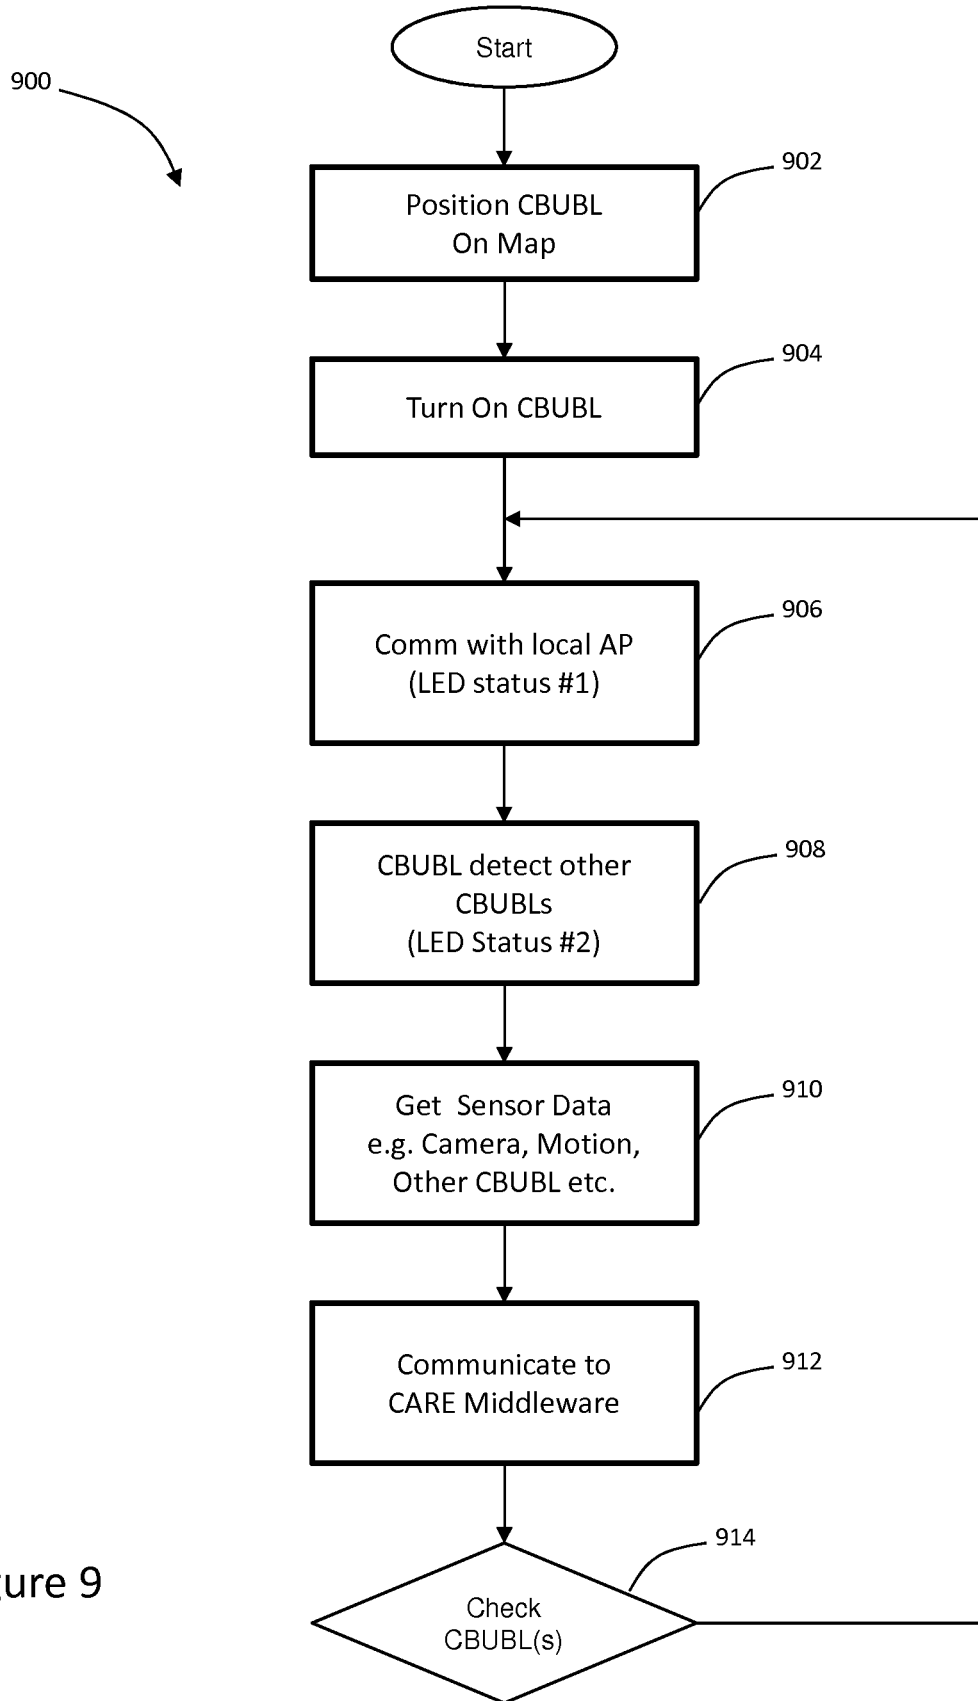 Start
900
902
Position CBUBL
On Map
904
Turn On CBUBL
906
Comm with local AP
(LED status #1)
908
CBUBL detect other
CBUBLs
(LED Status #2)
910
Get Sensor Data
e.g. Camera, Motion,
Other CBUBL etc.
912
Communicate to
CARE Middleware
914
gure 9
Check
CBUBL(s)